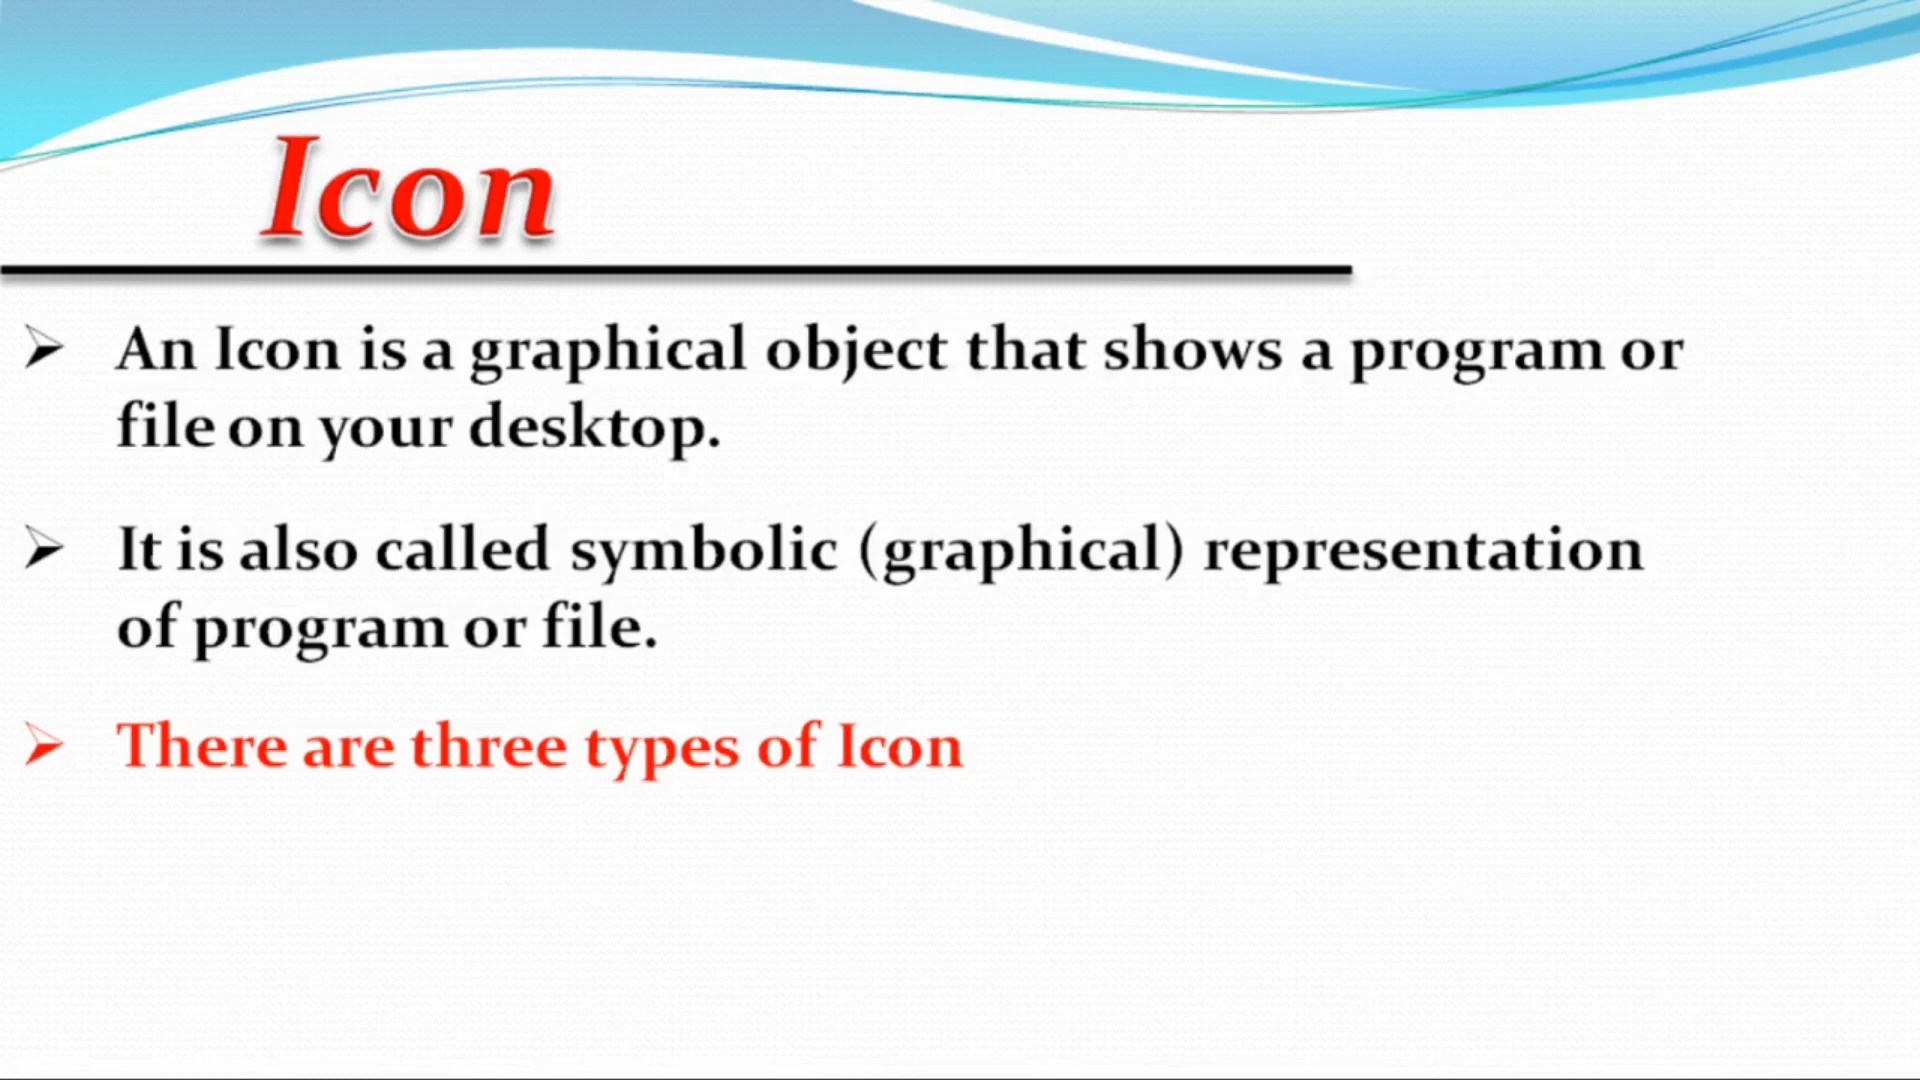 Icon
An Icon is a graphical object that shows a program or
file on your desktop.
It is also called symbolic (graphical) representation
of program or file.
There are three types of Icon